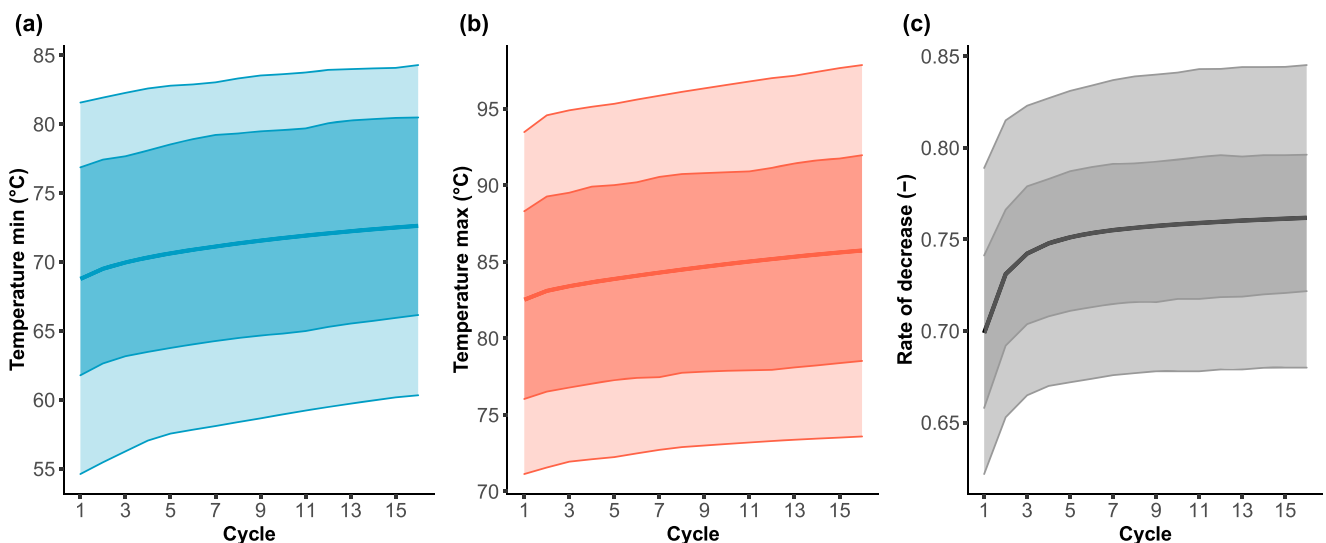 (a)
Temperature min (°C)
85
80
75
70
65
60
55
1 3 5 7 9 11 13 15
Cycle
(b)
Temperature max (°C)
95
90
85
80
75
70
1 3 5 7 9 11 13 15
Cycle
(c)
Rate of decrease (−)
0.85
0.80
0.75
0.70
0.65
1 3 5 7 9 11 13 15
Cycle